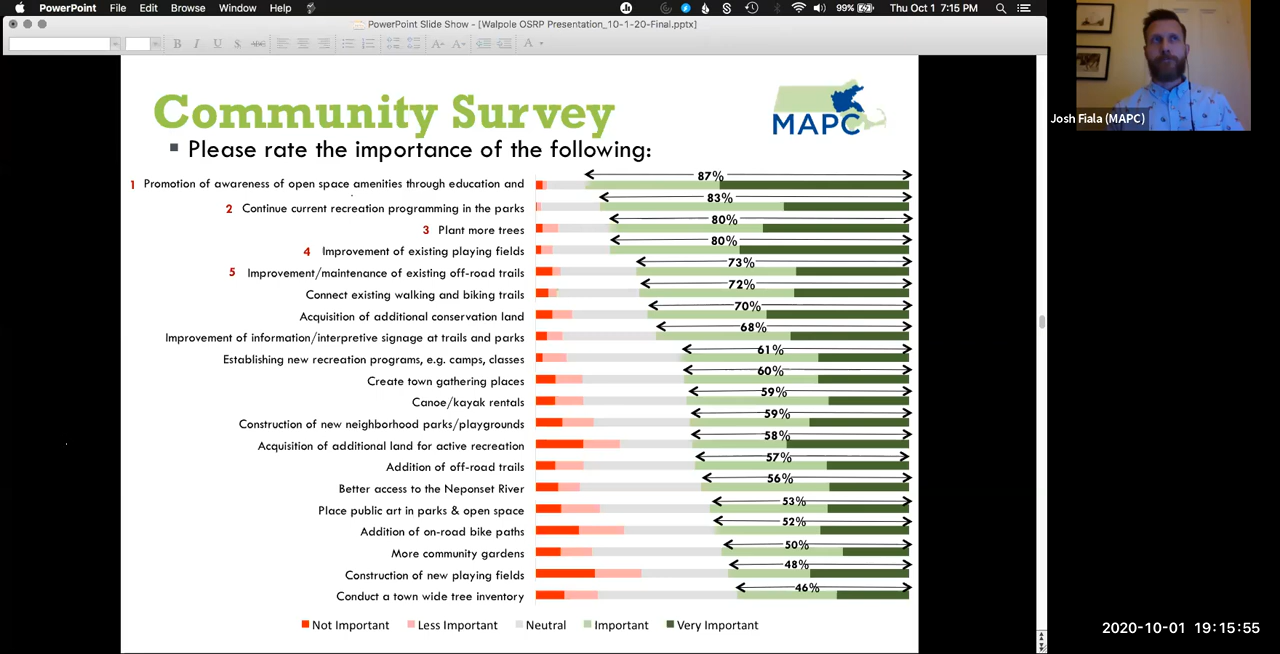 PowerPoint File Edit Browse Window Help 99% Thu Oct 1 7:15 PM
PowerPoint Slide Show - [Walpole OSRP Presentation_10-1-20-Final.pptx]
B I U S ABC A A A
Community Survey
MAPC
Please rate the importance of the following:
1 Promotion of awareness of open space amenities through education and 87%
2 Continue current recreation programming in the parks 83%
3 Plant more trees 80%
4 Improvement of existing playing fields 80%
5 Improvement/maintenance of existing off-road trails 73%
Connect existing walking and biking trails 72%
Acquisition of additional conservation land 70%
Improvement of information/interpretive signage at trails and parks 68%
Establishing new recreation programs, e.g. camps, classes 61%
Create town gathering places 60%
Canoe/kayak rentals 59%
Construction of new neighborhood parks/playgrounds 59%
Acquisition of additional land for active recreation 58%
Addition of off-road trails 57%
Better access to the Neponset River 56%
Place public art in parks & open space 53%
Addition of on-road bike paths 52%
More community gardens 50%
Construction of new playing fields 48%
Conduct a town wide tree inventory 46%
Not Important Less Important Neutral Important Very Important
Josh Fiala (MAPC)
2020-10-01 19:15:55